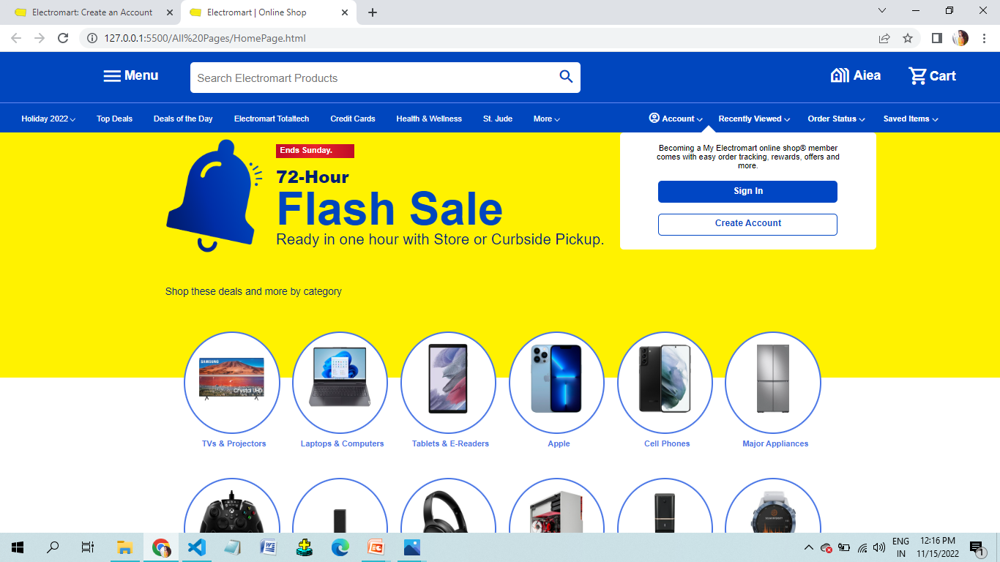 Electromart: Create an Account
Electromart | Online Shop
127.0.0.1:5500/All%20Pages/HomePage.html
Menu
Search Electromart Products
Aiea
Cart
Holiday 2022
Top Deals
Deals of the Day
Electromart Totaltech
Credit Cards
Health & Wellness
St. Jude
More
Account
Recently Viewed
Order Status
Saved Items
Ends Sunday.
72-Hour
Flash Sale
Ready in one hour with Store or Curbside Pickup.
Becoming a My Electromart online shop® member
comes with easy order tracking, rewards, offers and
more.
Sign In
Create Account
Shop these deals and more by category
SAMSUNG
Crystal UHD
TVs & Projectors
Laptops & Computers
Tablets & E-Readers
Apple
Cell Phones
Major Appliances
ENG
IN
12:16 PM
11/15/2022
1